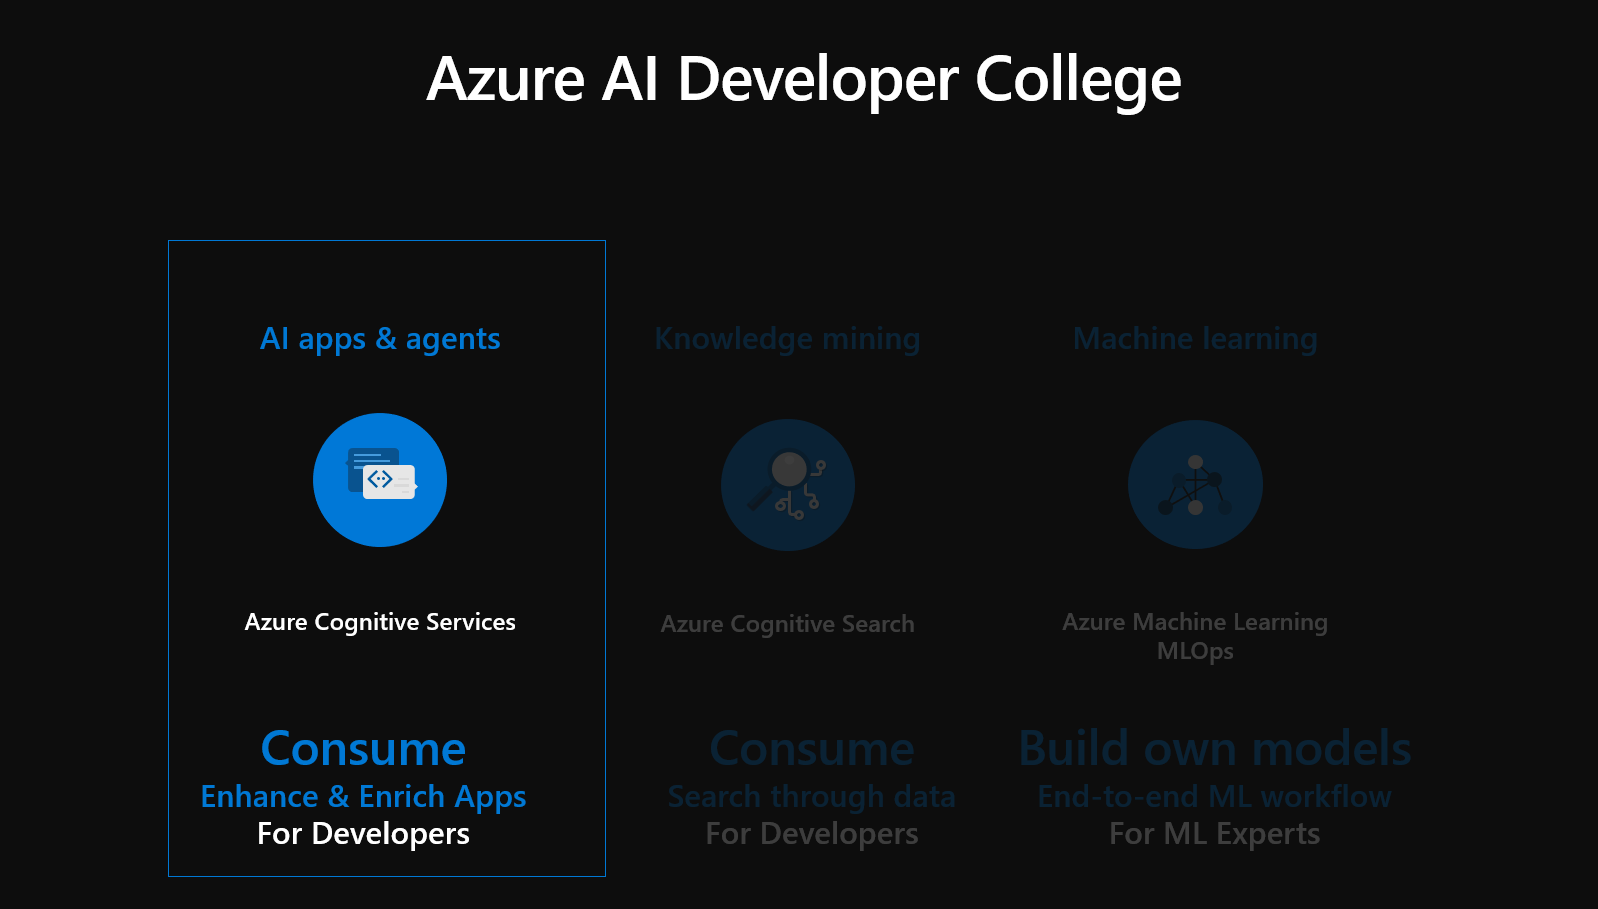 Azure AI Developer College
AI apps & agents
Azure Cognitive Services
Consume
Enhance & Enrich Apps
For Developers
Knowledge mining
Azure Cognitive Search
Consume
Search through data
For Developers
Machine learning
Azure Machine Learning
MLOps
Build own models
End-to-end ML workflow
For ML Experts